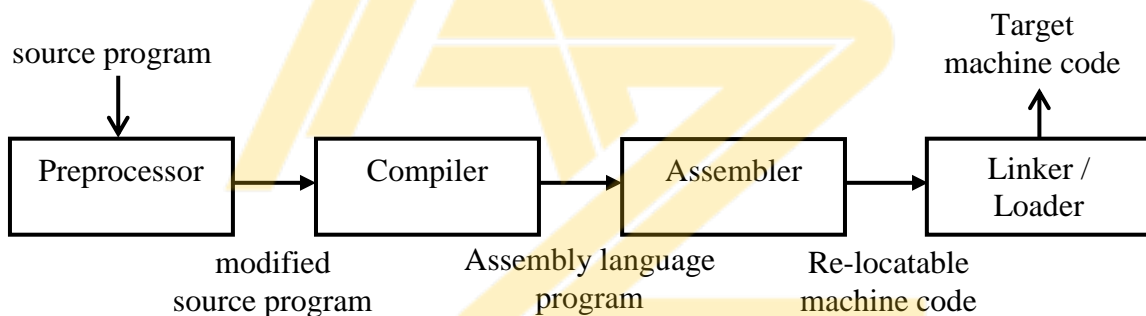 source program
Target
machine code
Preprocessor
Compiler
Assembler
Linker /
Loader
modified
source program
Assembly language
program
Re-locatable
machine code